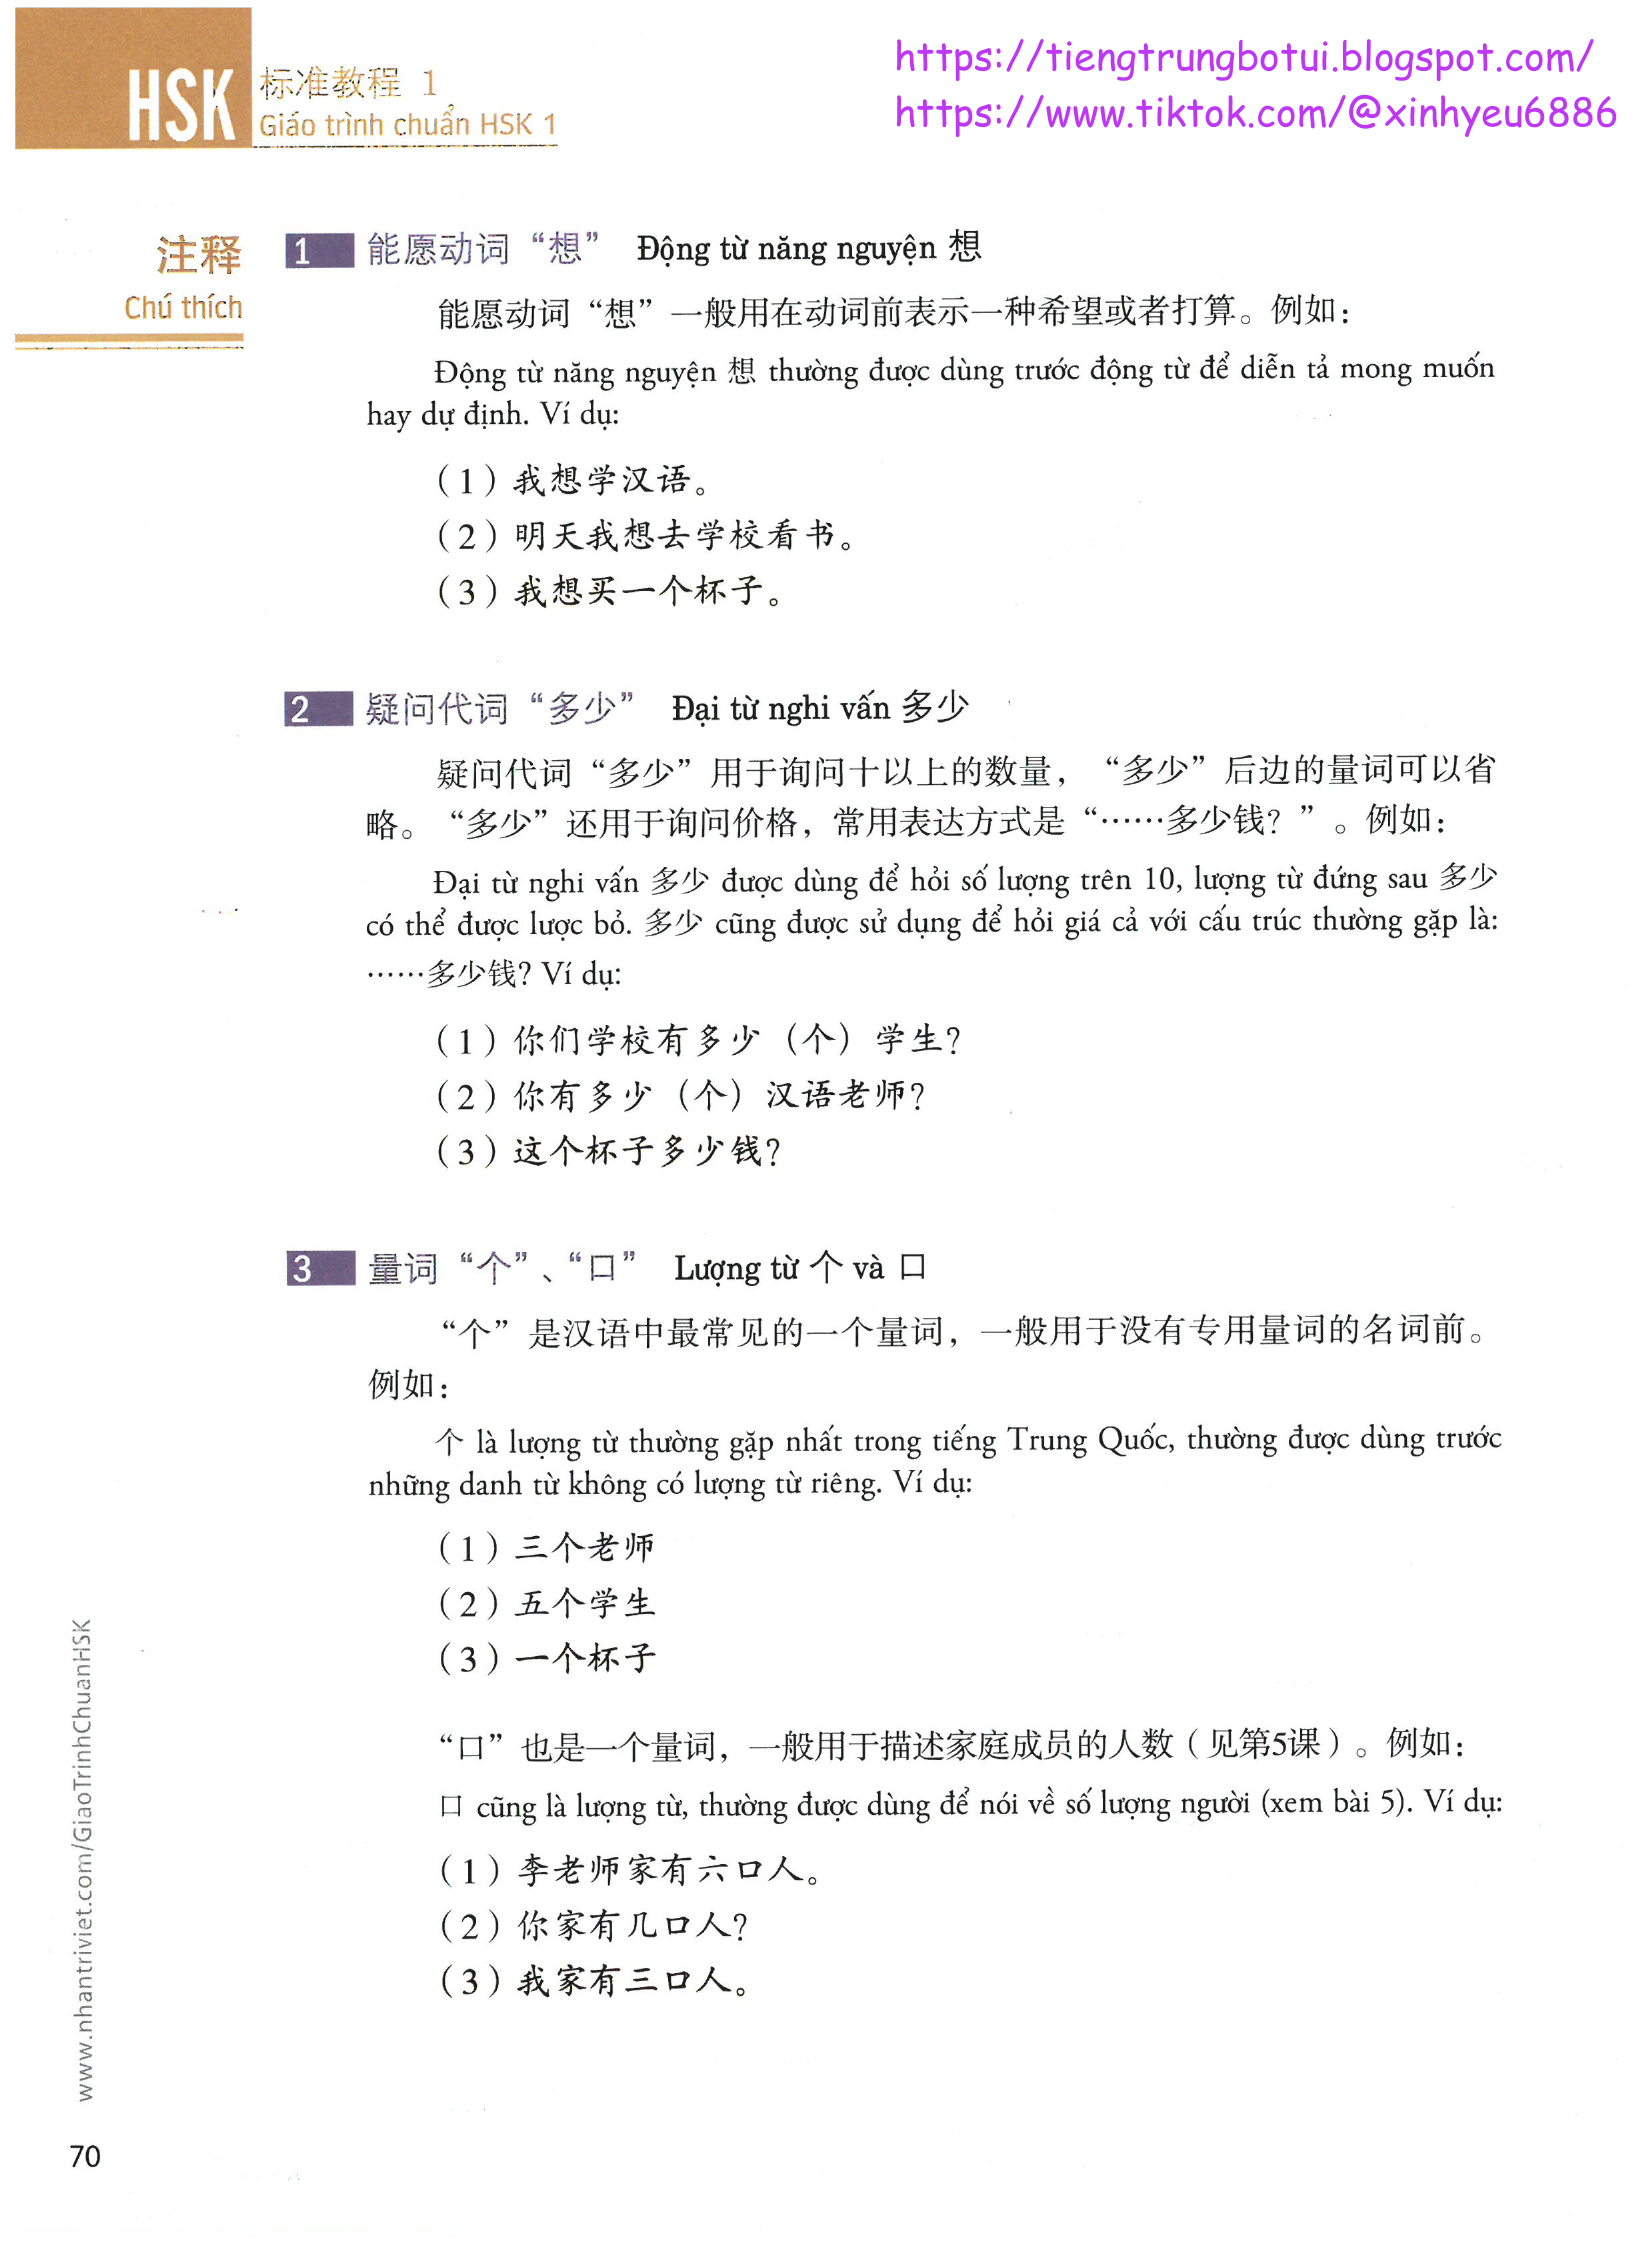 https://tiengtrungbotui.blogspot.com/
https://www.tiktok.com/@xinhyeu6886
HSK 标准教程 1
Giáo trình chuẩn HSK 1
注释
Chú thích
1 能愿动词“想” Động từ năng nguyện 想
能愿动词“想”一般用在动词前表示一种希望或者打算。例如：
Động từ năng nguyện 想 thường được dùng trước động từ để diễn tả mong muốn
hay dự định. Ví dụ:
（1）我想学汉语。
（2）明天我想去学校看书。
（3）我想买一个杯子。
2 疑问代词“多少” Đại từ nghi vấn 多少
疑问代词“多少”用于询问十以上的数量，“多少”后边的量词可以省
略。“多少”还用于询问价格，常用表达方式是“……多少钱？”。例如：
Đại từ nghi vấn 多少 được dùng để hỏi số lượng trên 10, lượng từ đứng sau 多少
có thể được lược bỏ. 多少 cũng được sử dụng để hỏi giá cả với cấu trúc thường gặp là:
……多少钱? Ví dụ:
（1）你们学校有多少（个）学生？
（2）你有多少（个）汉语老师？
（3）这个杯子多少钱？
3 量词“个”、“口” Lượng từ 个 và 口
“个”是汉语中最常见的一个量词，一般用于没有专用量词的名词前。
例如：
个 là lượng từ thường gặp nhất trong tiếng Trung Quốc, thường được dùng trước
những danh từ không có lượng từ riêng. Ví dụ:
（1）三个老师
（2）五个学生
（3）一个杯子
“口”也是一个量词，一般用于描述家庭成员的人数（见第5课）。例如：
口 cũng là lượng từ, thường được dùng để nói về số lượng người (xem bài 5). Ví dụ:
（1）李老师家有六口人。
（2）你家有几口人？
（3）我家有三口人。
www.nhantriviet.com/GiaoTrinhChuanHSK
70